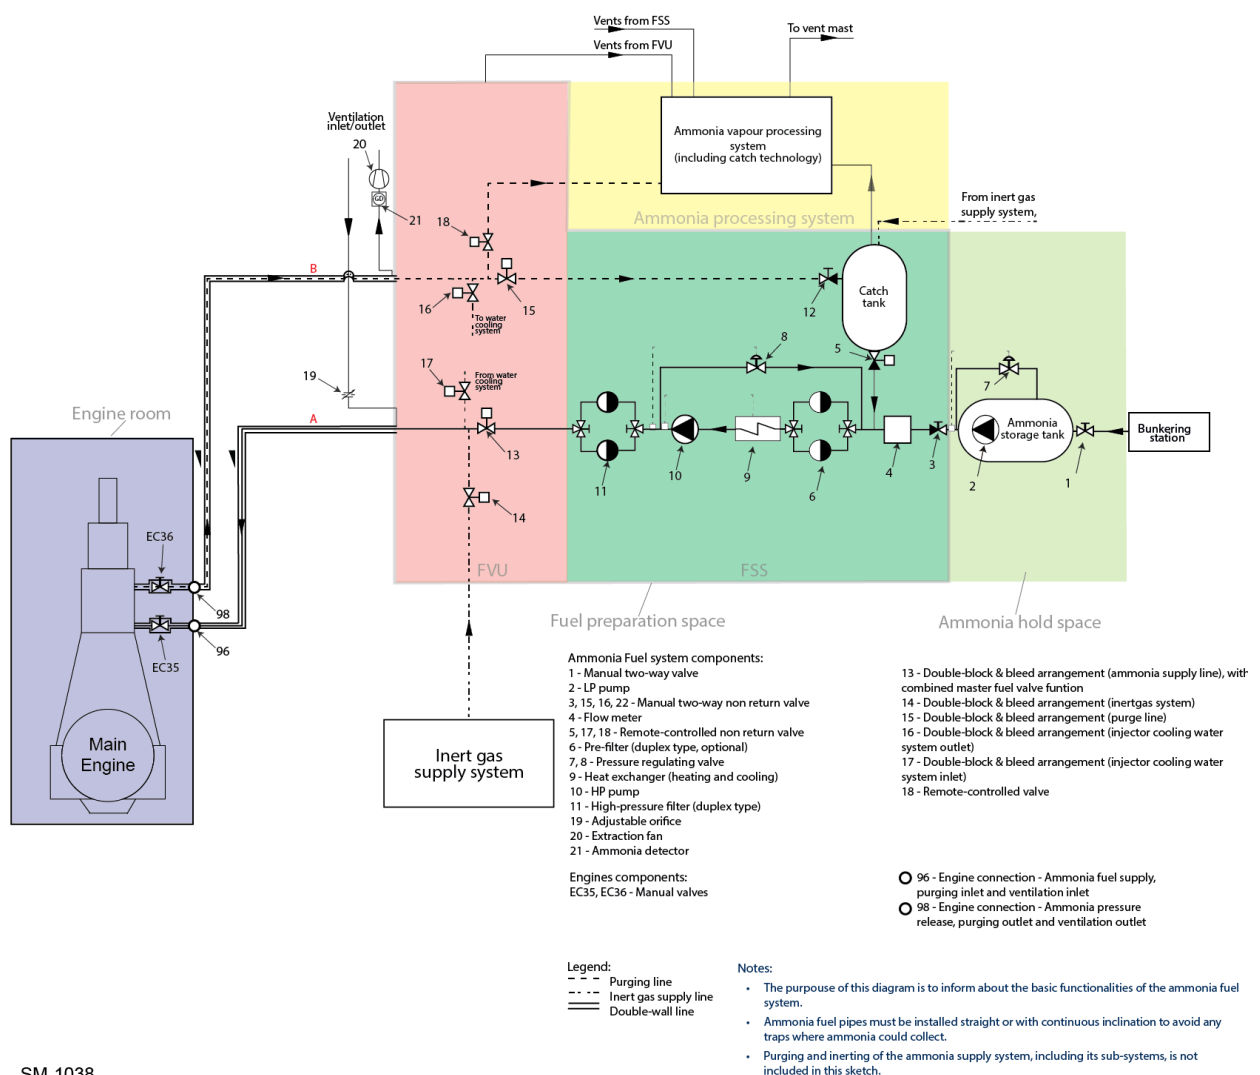 Vents from FSS
To vent mast
Vents from FVU
Ventilation
inlet/outlet
20
GD
21
Ammonia vapour processing
system
(including catch technology)
From inert gas
supply system,
Ammonia processing system
18
B
16
15
12
Catch
tank
To water
cooling
system
8
5
17
From water
cooling
system
7
19
A
Engine room
Ammonia
storage tank
Bunkering
station
13
11
10
9
6
4
3
2
1
14
EC36
98
96
EC35
FVU
FSS
Fuel preparation space
Ammonia hold space
Main
Engine
Inert gas
supply system
Ammonia Fuel system components:
1 - Manual two-way valve
2 - LP pump
3, 15, 16, 22 - Manual two-way non return valve
4 - Flow meter
5, 17, 18 - Remote-controlled non return valve
6 - Pre-filter (duplex type, optional)
7, 8 - Pressure regulating valve
9 - Heat exchanger (heating and cooling)
10 - HP pump
11 - High-pressure filter (duplex type)
19 - Adjustable orifice
20 - Extraction fan
21 - Ammonia detector
Engines components:
EC35, EC36 - Manual valves
13 - Double-block & bleed arrangement (ammonia supply line), with
combined master fuel valve funtion
14 - Double-block & bleed arrangement (inertgas system)
15 - Double-block & bleed arrangement (purge line)
16 - Double-block & bleed arrangement (injector cooling water
system outlet)
17 - Double-block & bleed arrangement (injector cooling water
system inlet)
18 - Remote-controlled valve
96 - Engine connection - Ammonia fuel supply,
purging inlet and ventilation inlet
98 - Engine connection - Ammonia pressure
release, purging outlet and ventilation outlet
Legend:
Purging line
Inert gas supply line
Double-wall line
Notes:
• The purpouse of this diagram is to inform about the basic functionalities of the ammonia fuel
system.
• Ammonia fuel pipes must be installed straight or with continuous inclination to avoid any
traps where ammonia could collect.
• Purging and inerting of the ammonia supply system, including its sub-systems, is not
included in this sketch.
SM-1038